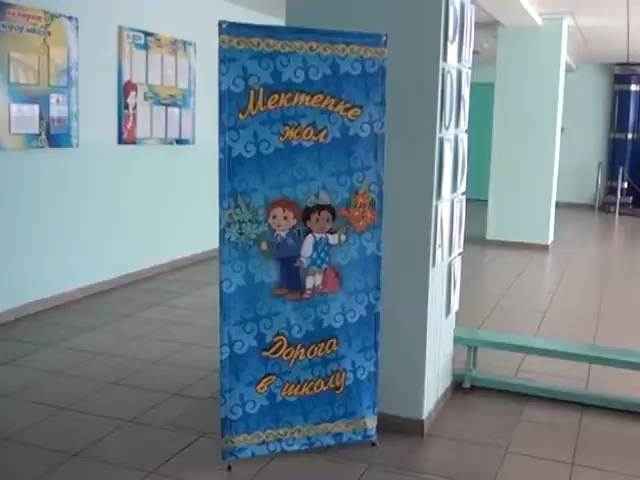 Мектепке
жол
Дорога
в школу